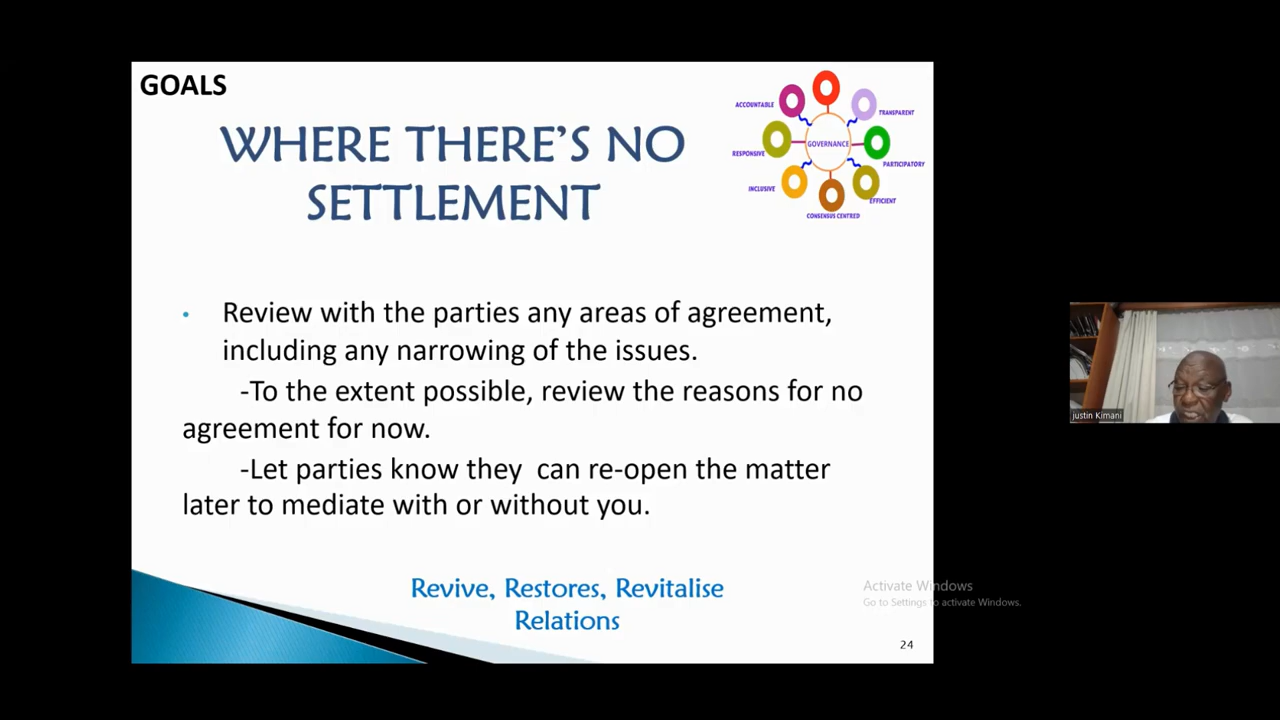 GOALS
WHERE THERE'S NO
SETTLEMENT
ACCOUNTABLE
TRANSPARENT
GOVERNANCE
RESPONSIVE
PARTICIPATORY
INCLUSIVE
EFFICIENT
CONSENSUS CENTRED
• Review with the parties any areas of agreement,
including any narrowing of the issues.
-To the extent possible, review the reasons for no
agreement for now.
-Let parties know they can re-open the matter
later to mediate with or without you.
Revive, Restores, Revitalise
Relations
24
justin Kimani
Activate Windows
Go to Settings to activate Windows.